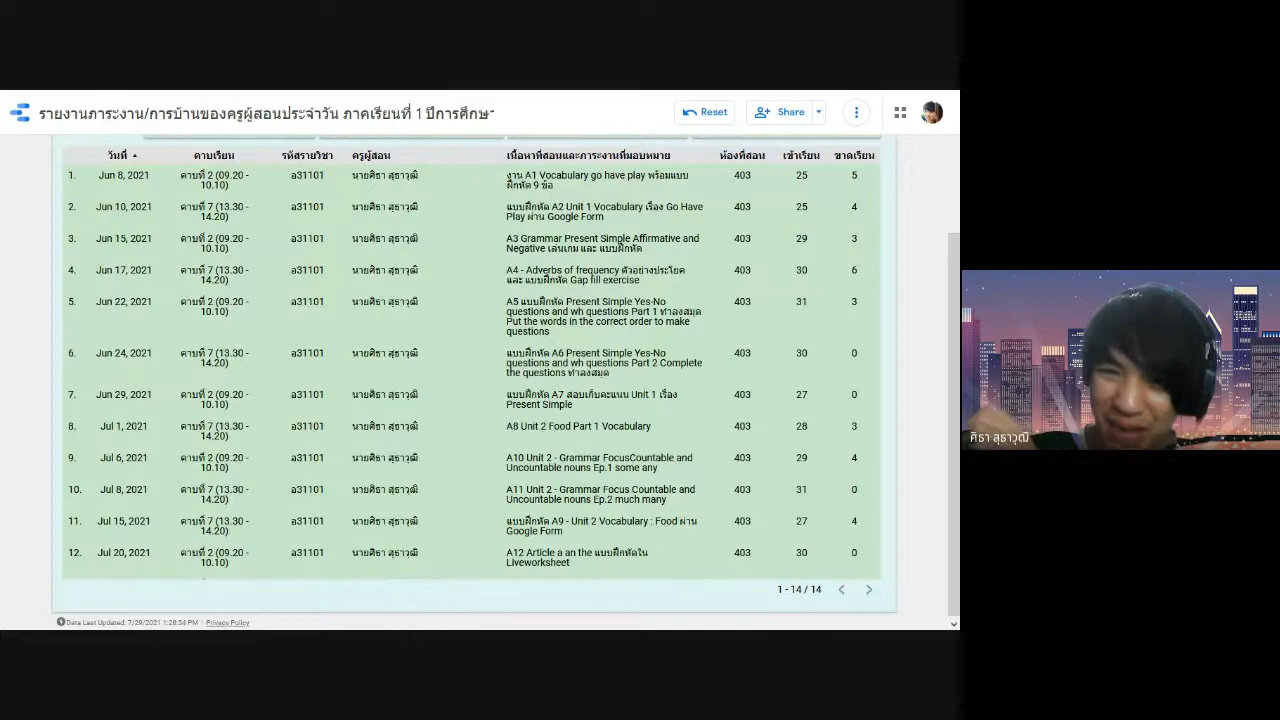 รายงานภาระงาน/การบ้านของครูผู้สอนประจำวัน ภาคเรียนที่ 1 ปีการศึกษ
Reset
Share
วันที่ คาบเรียน รหัสรายวิชา ครูผู้สอน เนื้อหาที่สอนและภาระงานที่มอบหมาย ห้องที่สอน เข้าเรียน ขาดเรียน
1. Jun 8, 2021 คาบที่ 2 (09.20 - อ31101 นายศิธา สุธาวุฒิ งาน A1 Vocabulary go have play พร้อมแบบ 403 25 5
10.10) ฝึกหัด 9 ข้อ
2. Jun 10, 2021 คาบที่ 7 (13.30 - อ31101 นายศิธา สุธาวุฒิ แบบฝึกหัด A2 Unit 1 Vocabulary เรื่อง Go Have 403 25 4
14.20) Play ผ่าน Google Form
3. Jun 15, 2021 คาบที่ 2 (09.20 - อ31101 นายศิธา สุธาวุฒิ A3 Grammar Present Simple Affirmative and 403 29 3
10.10) Negative เล่นเกม และ แบบฝึกหัด
4. Jun 17, 2021 คาบที่ 7 (13.30 - อ31101 นายศิธา สุธาวุฒิ A4 - Adverbs of frequency ตัวอย่างประโยค 403 30 6
14.20) และ แบบฝึกหัด Gap fill exercise
5. Jun 22, 2021 คาบที่ 2 (09.20 - อ31101 นายศิธา สุธาวุฒิ A5 แบบฝึกหัด Present Simple Yes-No 403 31 3
10.10) questions and wh questions Part 1 ทำลงสมุด
Put the words in the correct order to make
questions
6. Jun 24, 2021 คาบที่ 7 (13.30 - อ31101 นายศิธา สุธาวุฒิ แบบฝึกหัด A6 Present Simple Yes-No 403 30 0
14.20) questions and wh questions Part 2 Complete
the questions ทำลงสมุด
7. Jun 29, 2021 คาบที่ 2 (09.20 - อ31101 นายศิธา สุธาวุฒิ แบบฝึกหัด A7 สอบเก็บคะแนน Unit 1 เรื่อง 403 27 0
10.10) Present Simple
8. Jul 1, 2021 คาบที่ 7 (13.30 - อ31101 นายศิธา สุธาวุฒิ A8 Unit 2 Food Part 1 Vocabulary 403 28 3
14.20)
9. Jul 6, 2021 คาบที่ 2 (09.20 - อ31101 นายศิธา สุธาวุฒิ A10 Unit 2 - Grammar FocusCountable and 403 29 4
10.10) Uncountable nouns Ep.1 some any
10. Jul 8, 2021 คาบที่ 7 (13.30 - อ31101 นายศิธา สุธาวุฒิ A11 Unit 2 - Grammar Focus Countable and 403 31 0
14.20) Uncountable nouns Ep.2 much many
11. Jul 15, 2021 คาบที่ 7 (13.30 - อ31101 นายศิธา สุธาวุฒิ แบบฝึกหัด A9 - Unit 2 Vocabulary : Food ผ่าน 403 27 4
14.20) Google Form
12. Jul 20, 2021 คาบที่ 2 (09.20 - อ31101 นายศิธา สุธาวุฒิ A12 Article a an the แบบฝึกหัดใน 403 30 0
10.10) Liveworksheet
1 - 14 / 14
Data Last Updated: 7/29/2021 1:28:54 PM | Privacy Policy
ศิธา สุธาวุฒิ